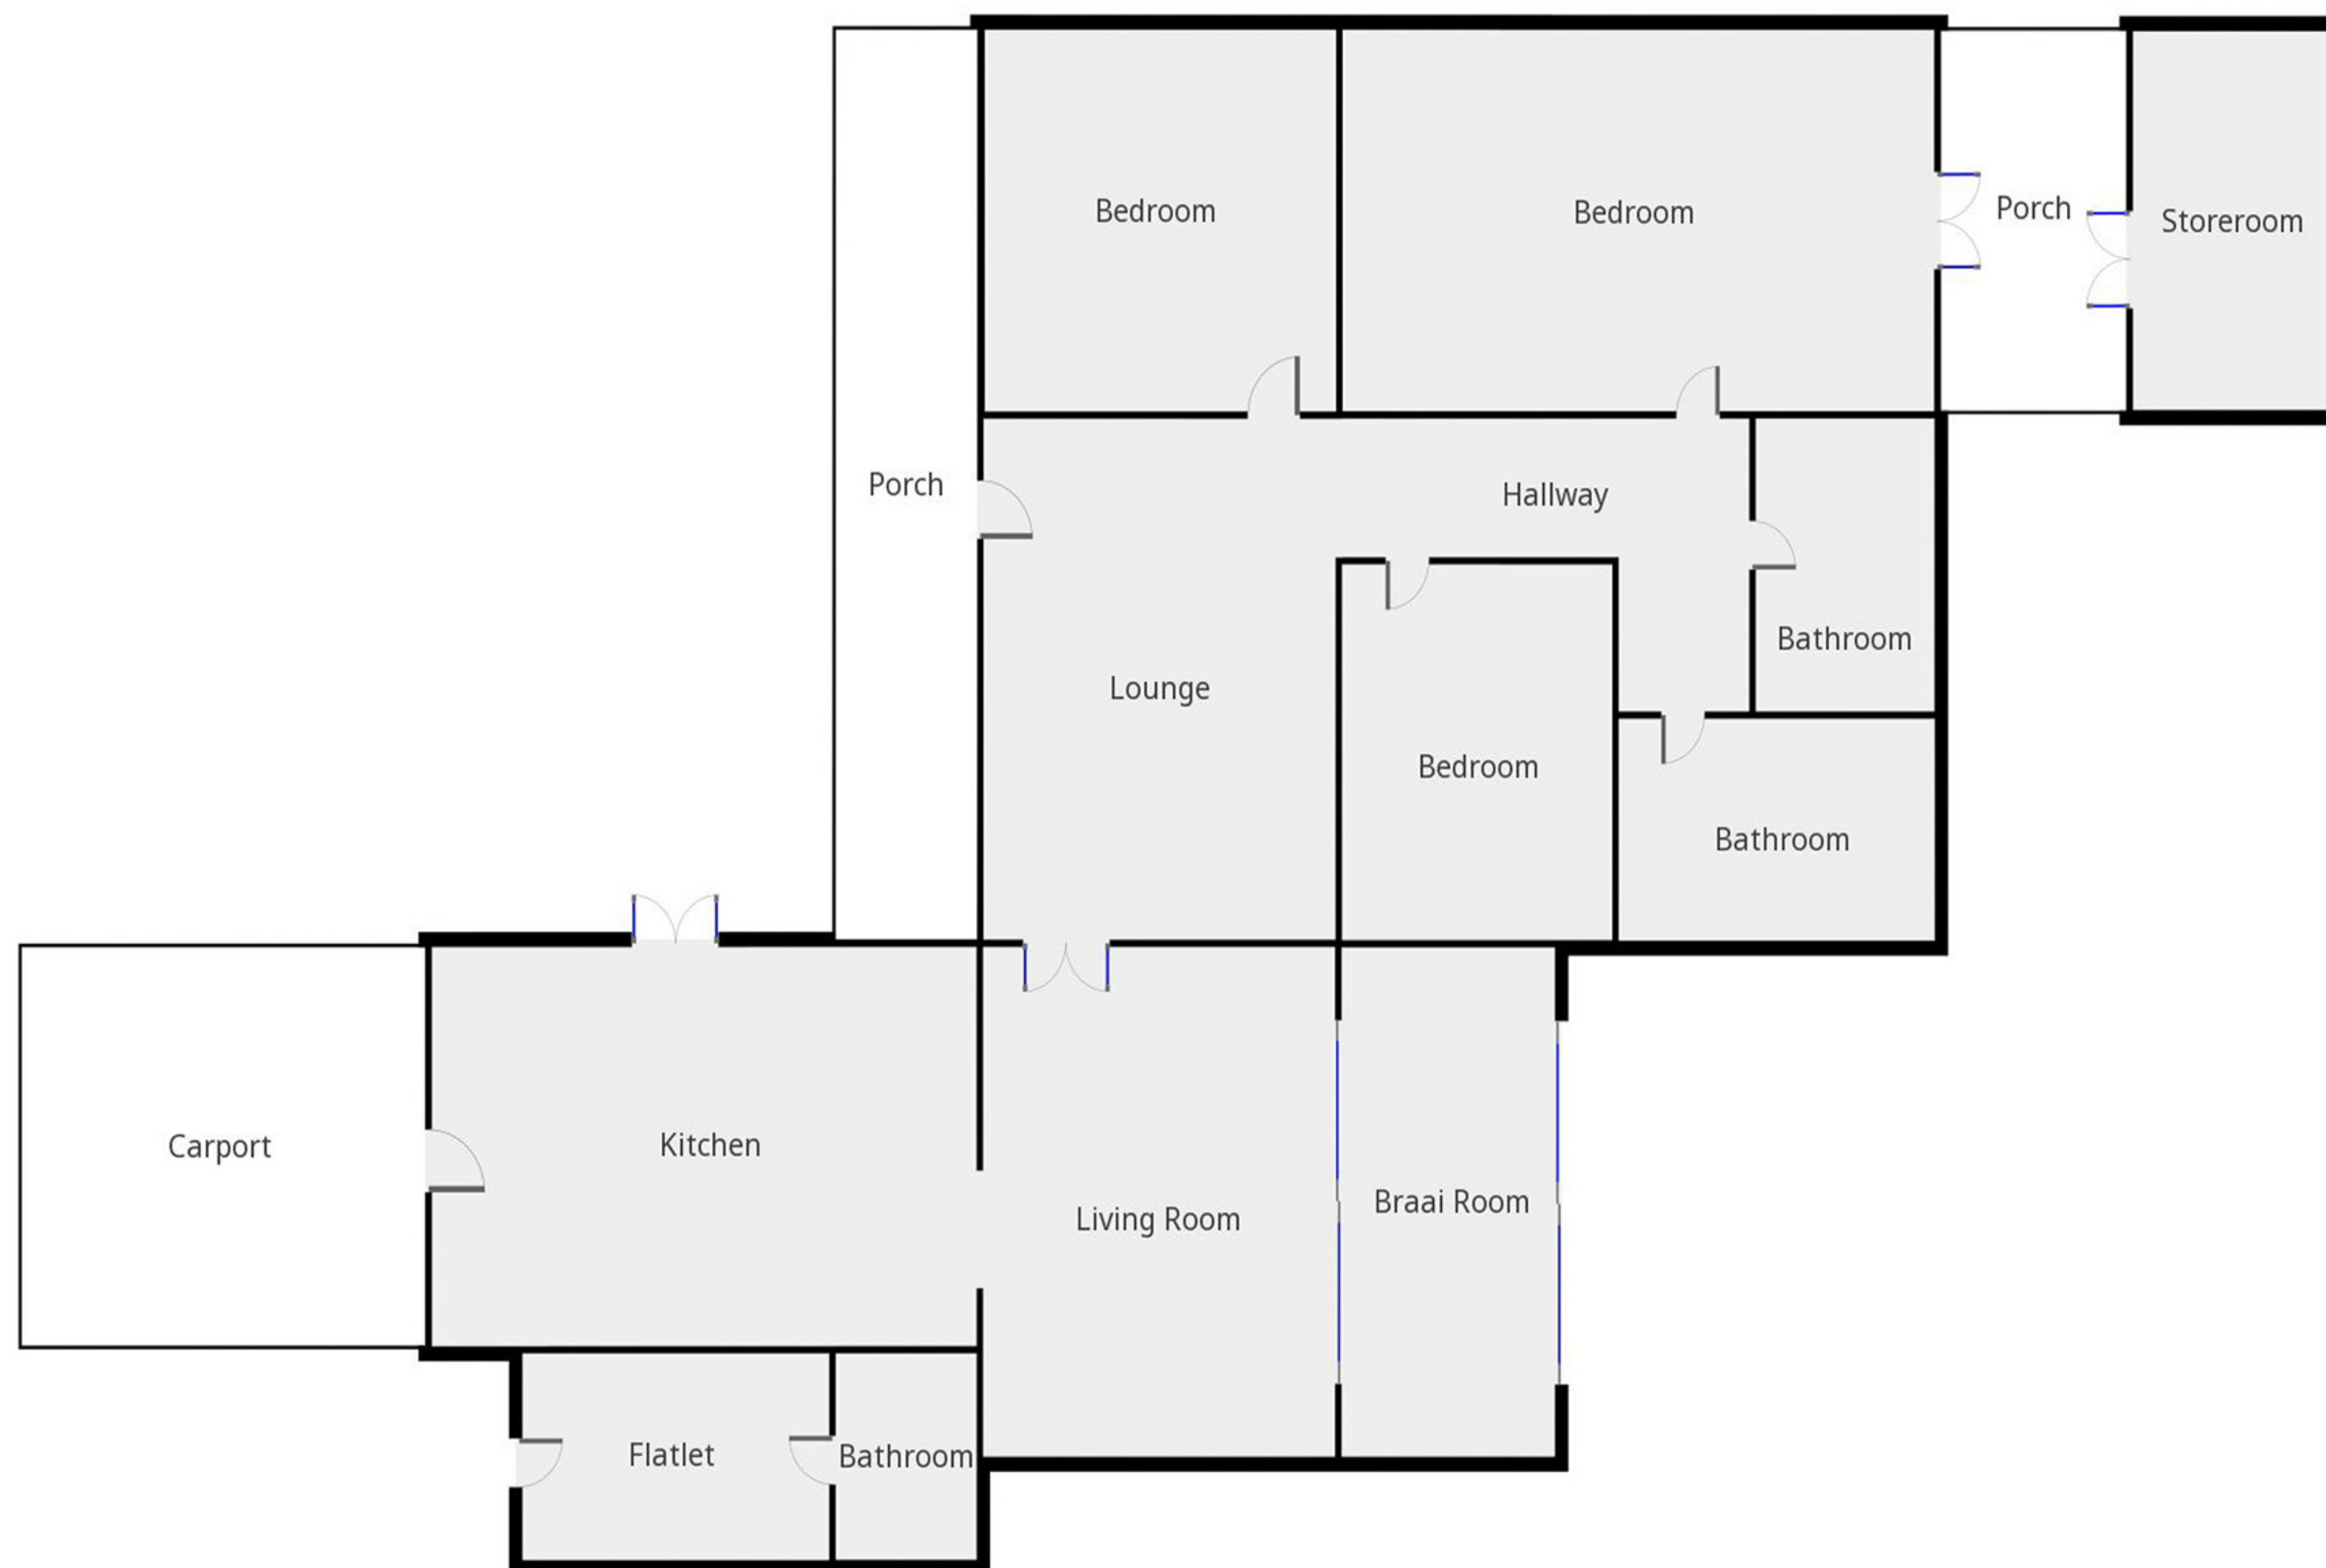 Bedroom
Bedroom
Porch
Storeroom
Porch
Hallway
Bathroom
Lounge
Bedroom
Bathroom
Carport
Kitchen
Living Room
Braai Room
Flatlet
Bathroom